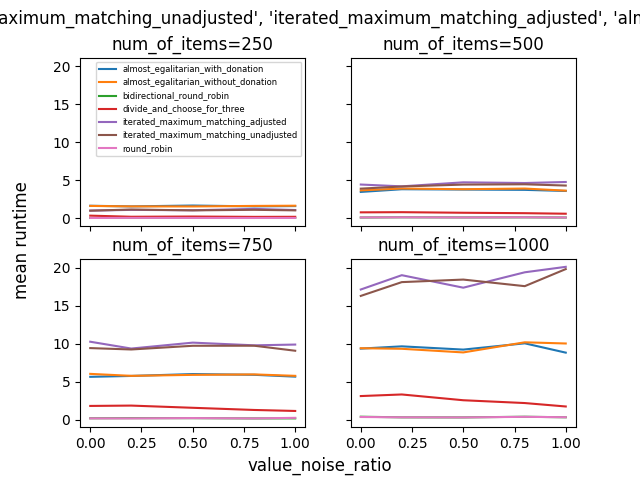 aximum_matching_unadjusted', 'iterated_maximum_matching_adjusted', 'aln
num_of_items=250
num_of_items=500
20
15
10
5
0
almost_egalitarian_with_donation
almost_egalitarian_without_donation
bidirectional_round_robin
divide_and_choose_for_three
iterated_maximum_matching_adjusted
iterated_maximum_matching_unadjusted
round_robin
mean runtime
num_of_items=750
num_of_items=1000
20
15
10
5
0
0.00 0.25 0.50 0.75 1.00
0.00 0.25 0.50 0.75 1.00
value_noise_ratio